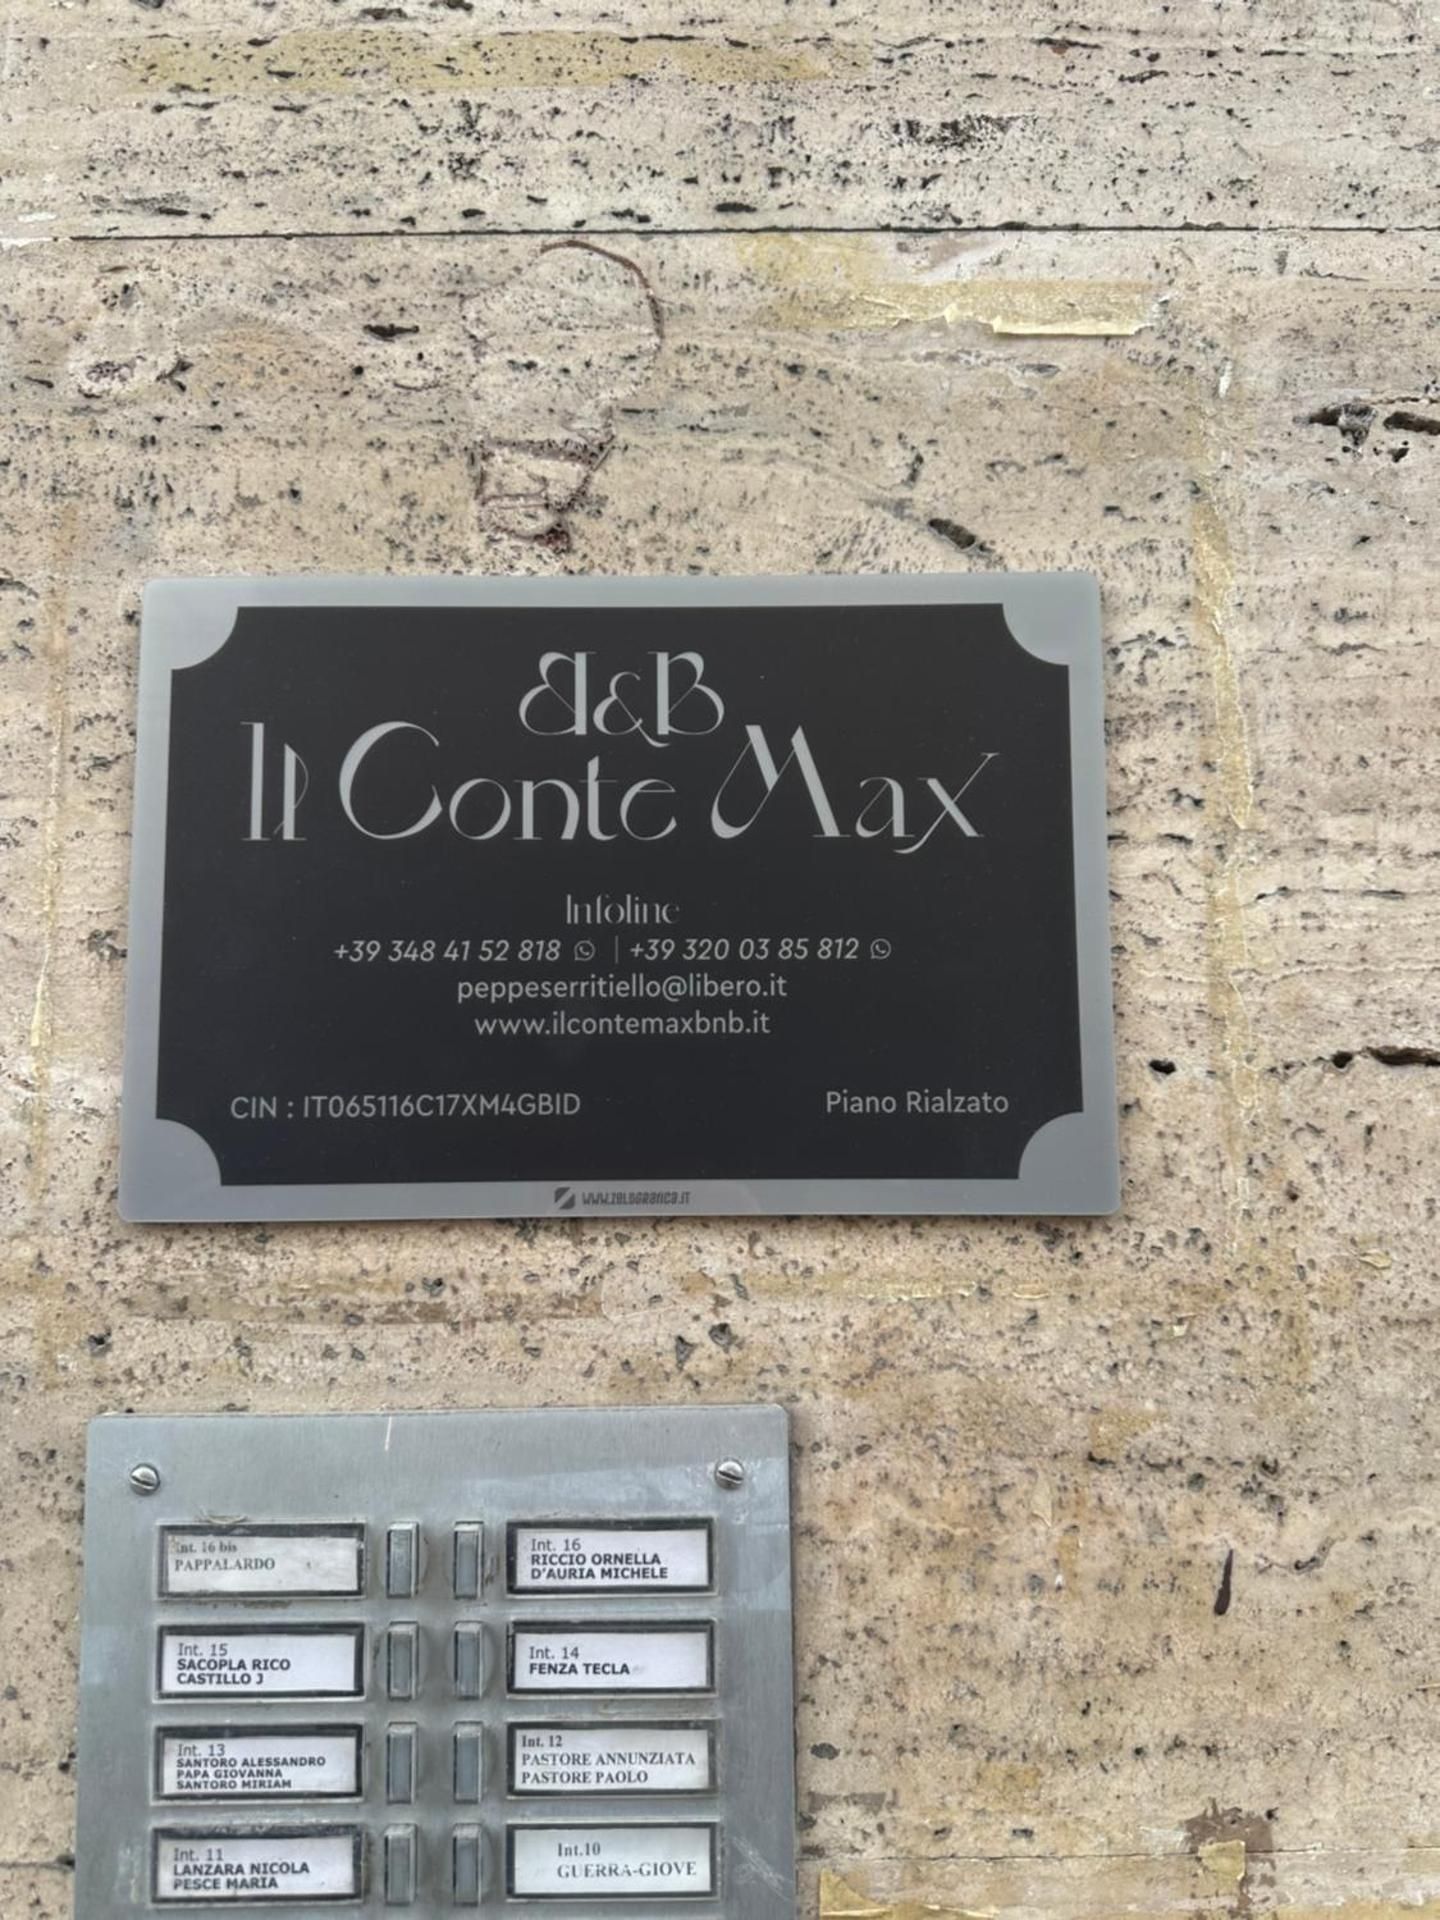 B&B
Il Conte Max
Infoline
+39 348 41 52 818 | +39 320 03 85 812
peppeserritiello@libero.it
www.ilcontemaxbnb.it
CIN : IT065116C17XM4GBID
Piano Rialzato
www.zelografica.it
Int. 16 bis
PAPPALARDO
Int. 16
RICCIO ORNELLA
D'AURIA MICHELE
Int. 15
SACOPLA RICO
CASTILLO J
Int. 14
FENZA TECLA
Int. 13
SANTORO ALESSANDRO
PAPA GIOVANNA
SANTORO MIRIAM
Int. 12
PASTORE ANNUNZIATA
PASTORE PAOLO
Int. 11
LANZARA NICOLA
PESCE MARIA
Int.10
GUERRA-GIOVE